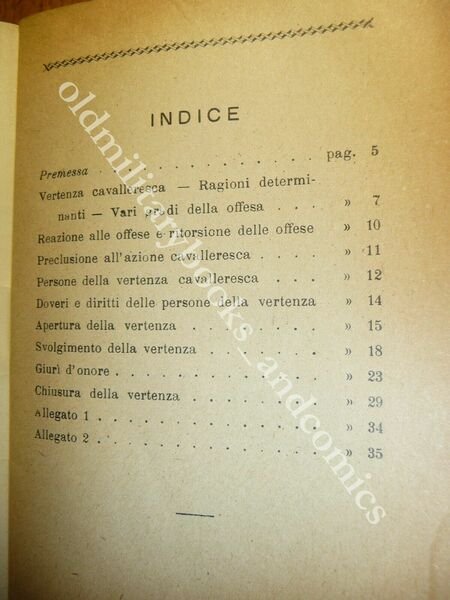 INDICE
Premessa . . . . . . . . . . . . pag. 5
Vertenza cavalleresca — Ragioni determi-
nanti — Vari gradi della offesa . . . » 7
Reazione alle offese e ritorsione delle offese » 10
Preclusione all'azione cavalleresca . . . . » 11
Persone della vertenza cavalleresca . . . . » 12
Doveri e diritti delle persone della vertenza » 14
Apertura della vertenza . . . . . . . » 15
Svolgimento della vertenza . . . . . . » 18
Giurì d'onore . . . . . . . . . . . » 23
Chiusura della vertenza . . . . . . . » 29
Allegato 1 . . . . . . . . . . . . » 34
Allegato 2 . . . . . . . . . . . . » 35
oldmilitarybooks_andcomics